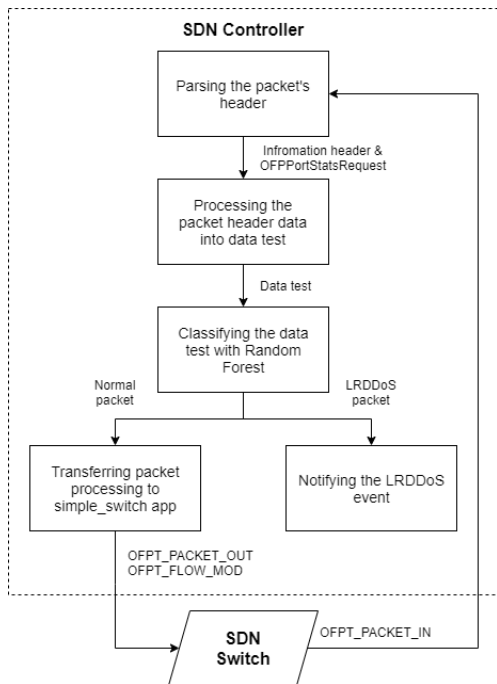 SDN Controller
Parsing the packet's
header
Infromation header &
OFPPortStatsRequest
Processing the
packet header data
into data test
Data test
Classifying the data
test with Random
Forest
Normal
packet
LRDDoS
packet
Transferring packet
processing to
simple_switch app
Notifying the LRDDoS
event
OFPT_PACKET_OUT
OFPT_FLOW_MOD
SDN
Switch
OFPT_PACKET_IN